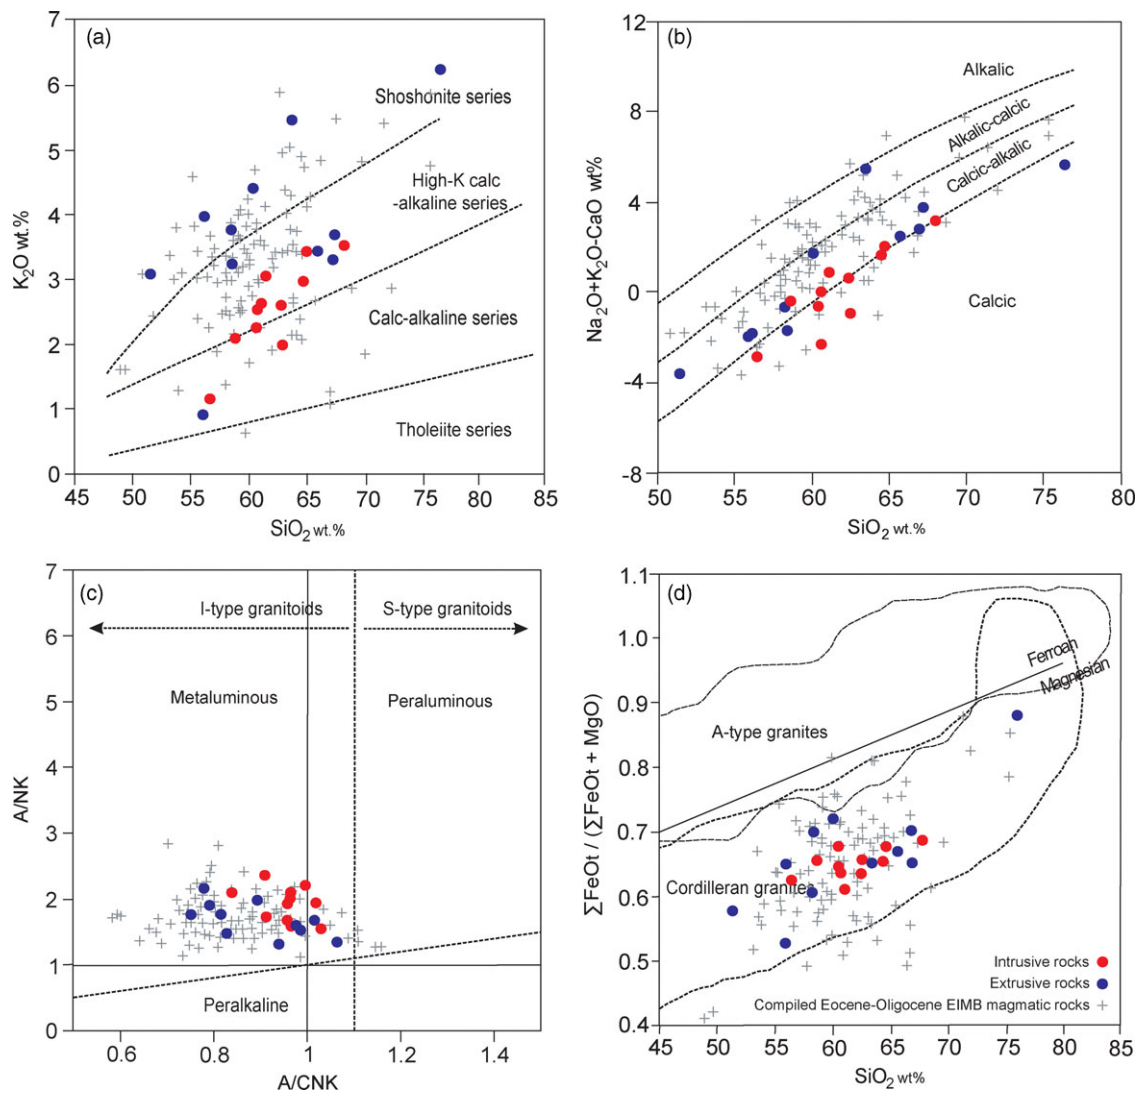 (a)
7
6
5
4
3
2
1
0
K₂O wt.%
Shoshonite series
High-K calc
-alkaline series
Calc-alkaline series
Tholeiite series
45 50 55 60 65 70 75 80 85
SiO₂ wt.%
(b)
12
8
4
0
-4
-8
Na₂O+K₂O-CaO wt%
Alkalic
Alkalic-calcic
Calcic-alkalic
Calcic
50 55 60 65 70 75 80
SiO₂ wt.%
(c)
7
6
5
4
3
2
1
0
A/NK
I-type granitoids
S-type granitoids
Metaluminous
Peraluminous
Peralkaline
0.6 0.8 1 1.2 1.4
A/CNK
(d)
1.1
1.0
0.9
0.8
0.7
0.6
0.5
0.4
∑FeOt / (∑FeOt + MgO)
Ferroan
Magnesian
A-type granites
Cordilleran granites
Intrusive rocks
Extrusive rocks
Compiled Eocene-Oligocene EIMB magmatic rocks
45 50 55 60 65 70 75 80 85
SiO₂ wt%